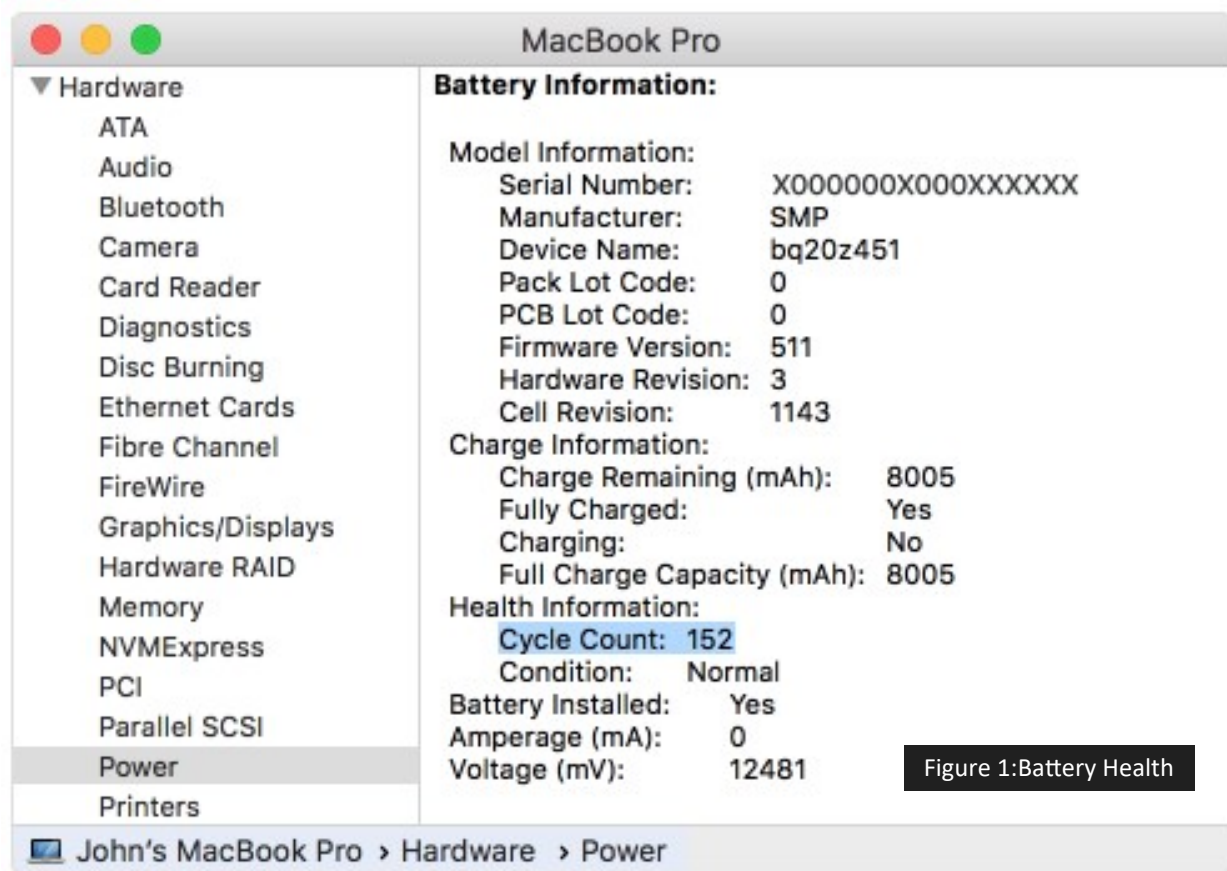 MacBook Pro
Hardware
ATA
Audio
Bluetooth
Camera
Card Reader
Diagnostics
Disc Burning
Ethernet Cards
Fibre Channel
FireWire
Graphics/Displays
Hardware RAID
Memory
NVMExpress
PCI
Parallel SCSI
Power
Printers
Battery Information:
Model Information:
Serial Number: X000000X000XXXXXX
Manufacturer: SMP
Device Name: bq20z451
Pack Lot Code: 0
PCB Lot Code: 0
Firmware Version: 511
Hardware Revision: 3
Cell Revision: 1143
Charge Information:
Charge Remaining (mAh): 8005
Fully Charged: Yes
Charging: No
Full Charge Capacity (mAh): 8005
Health Information:
Cycle Count: 152
Condition: Normal
Battery Installed: Yes
Amperage (mA): 0
Voltage (mV): 12481
Figure 1:Battery Health
John's MacBook Pro › Hardware › Power